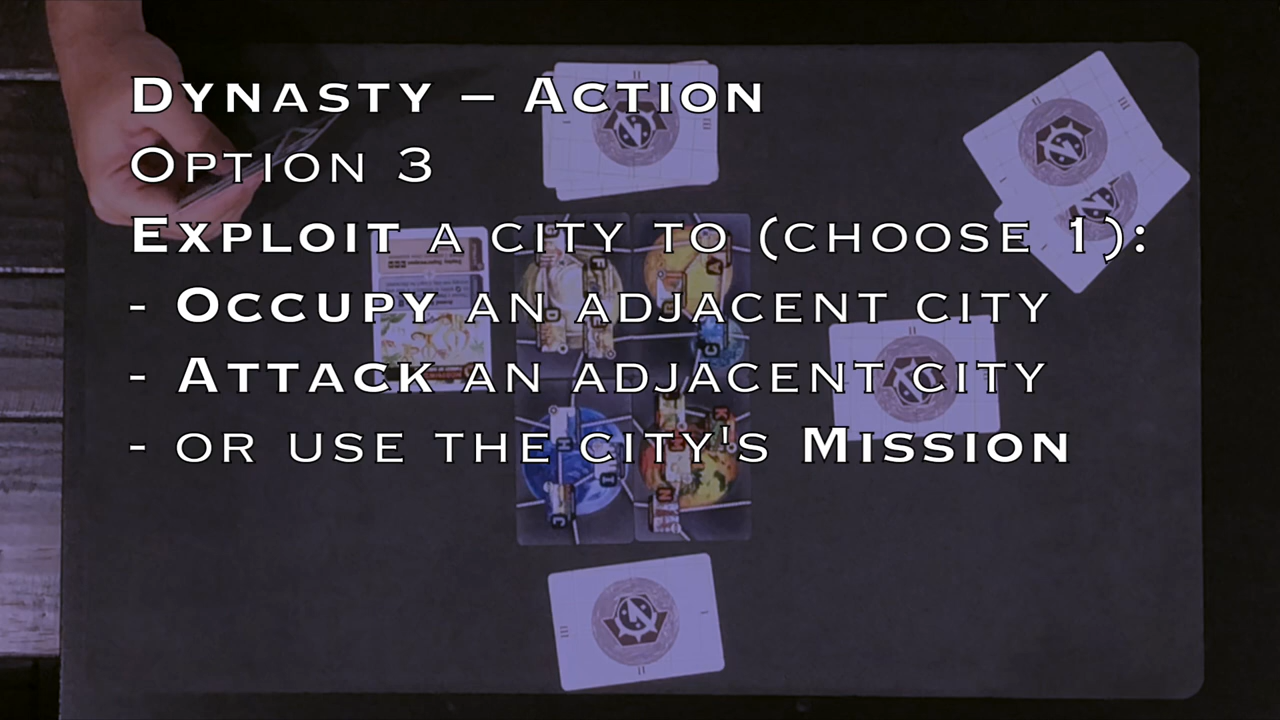 Dynasty – Action
Option 3
Exploit a city to (choose 1):
- Occupy an adjacent city
- Attack an adjacent city
- or use the city's Mission